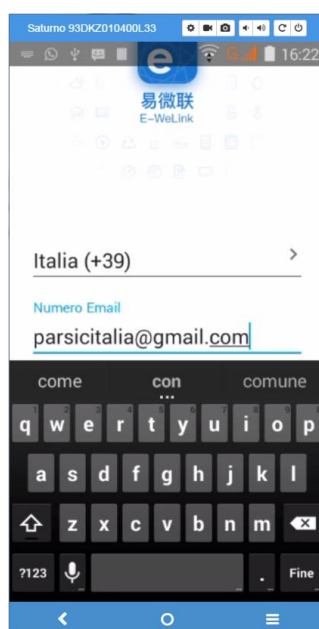 Saturno 93DKZ010400L33
16:22
e
易微联
E-WeLink
Italia (+39)
Numero Email
parsicitalia@gmail.com
come con comune
q w e r t y u i o p
a s d f g h j k l
z x c v b n m
?123 . Fine